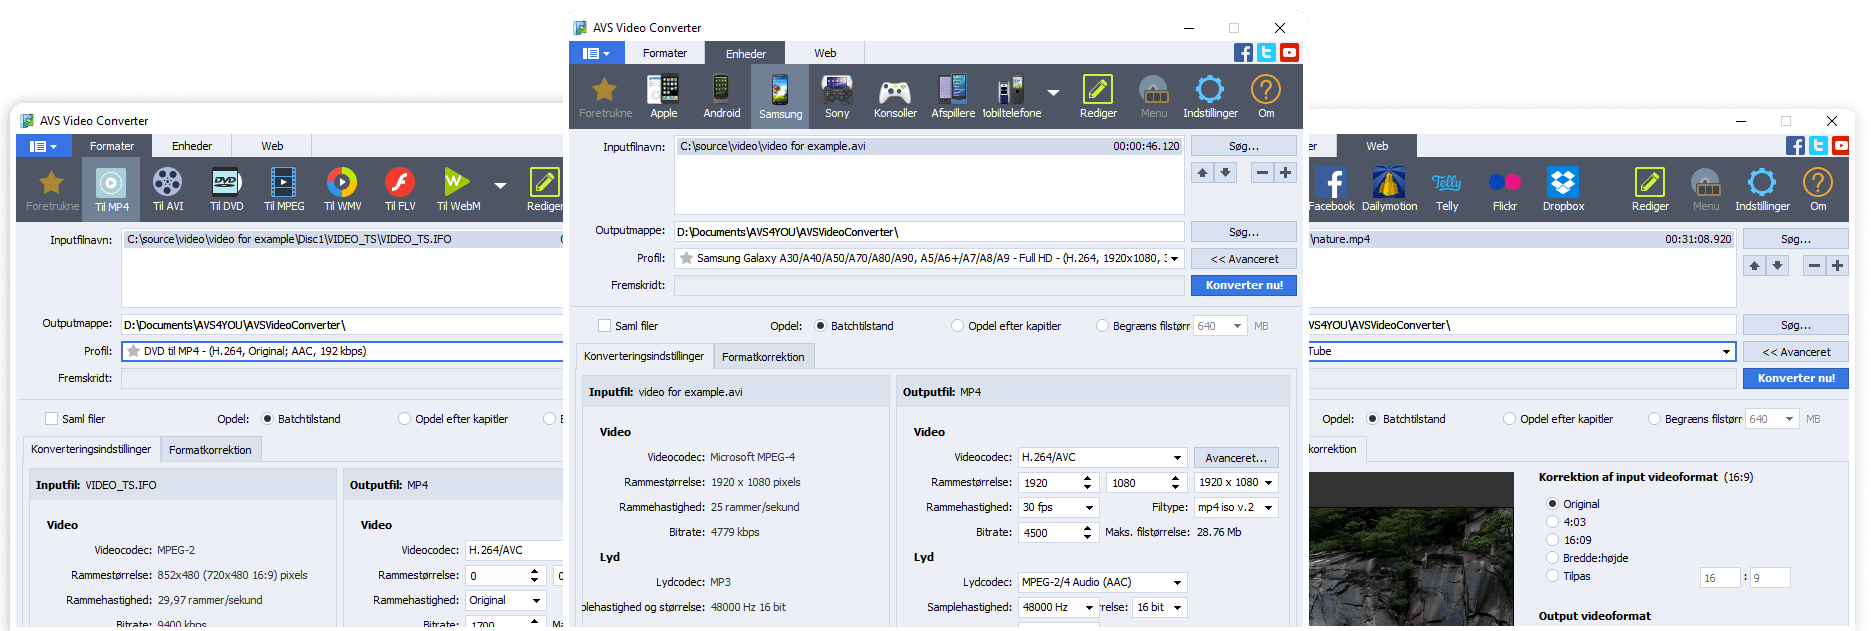 AVS Video Converter
Formater Enheder Web
Foretrukne Til MP4 Til AVI Til DVD Til MPEG Til WMV Til FLV Til WebM Rediger
Inputfilnavn: C:\source\video\video for example\Disc1\VIDEO_TS\VIDEO_TS.IFO
Outputmappe: D:\Documents\AVS4YOU\AVSVideoConverter\
Profil: DVD til MP4 - (H.264, Original; AAC, 192 kbps)
Fremskridt:
Saml filer Opdel: Batchtilstand Opdel efter kapitler
Konverteringsindstillinger Formatkorrektion
Inputfil: VIDEO_TS.IFO Outputfil: MP4
Video Video
Videocodec: MPEG-2 Videocodec: H.264/AVC
Rammestørrelse: 852x480 (720x480 16:9) pixels Rammestørrelse: 0
Rammehastighed: 29,97 rammer/sekund Rammehastighed: Original
Bitrate: 9400 kbps Bitrate: 1700
AVS Video Converter
Formater Enheder Web
Foretrukne Apple Android Samsung Sony Konsoller Afspillere lobiltelefone Rediger Menu Indstillinger Om
Inputfilnavn: C:\source\video\video for example.avi 00:00:46.120 Søg...
Outputmappe: D:\Documents\AVS4YOU\AVSVideoConverter\ Søg...
Profil: Samsung Galaxy A30/A40/A50/A70/A80/A90, A5/A6+/A7/A8/A9 - Full HD - (H.264, 1920x1080, << Avanceret
Fremskridt: Konverter nu!
Saml filer Opdel: Batchtilstand Opdel efter kapitler Begræns filstørr 640 MB
Konverteringsindstillinger Formatkorrektion
Inputfil: video for example.avi Outputfil: MP4
Video Video
Videocodec: Microsoft MPEG-4 Videocodec: H.264/AVC Avanceret...
Rammestørrelse: 1920 x 1080 pixels Rammestørrelse: 1920 1080 1920 x 1080
Rammehastighed: 25 rammer/sekund Rammehastighed: 30 fps Filtype: mp4 iso v.2
Bitrate: 4779 kbps Bitrate: 4500 Maks. filstørrelse: 28.76 Mb
Lyd Lyd
Lydcodec: MP3 Lydcodec: MPEG-2/4 Audio (AAC)
plehastighed og størrelse: 48000 Hz 16 bit Samplehastighed: 48000 Hz rrelse: 16 bit
er Web
Facebook Dailymotion Telly Flickr Dropbox Rediger Menu Indstillinger Om
\nature.mp4 00:31:08.920 Søg...
VS4YOU\AVSVideoConverter\ Søg...
Tube << Avanceret
Konverter nu!
Opdel: Batchtilstand Opdel efter kapitler Begræns filstørr 640 MB
korrektion
Korrektion af input videoformat (16:9)
Original
4:03
16:09
Bredde:højde
Tilpas 16 : 9
Output videoformat